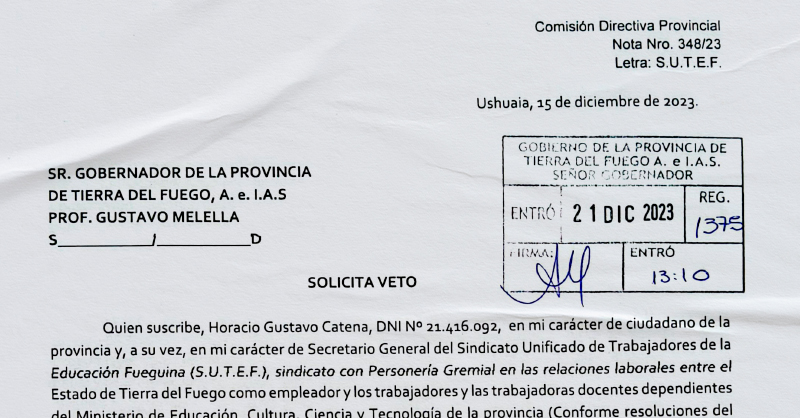 Comisión Directiva Provincial
Nota Nro. 348/23
Letra: S.U.T.E.F.
Ushuaia, 15 de diciembre de 2023.
GOBIERNO DE LA PROVINCIA DE
TIERRA DEL FUEGO A. e I.A.S.
SEÑOR GOBERNADOR
ENTRÓ 21 DIC 2023
REG.
1375
FIRMA:
ENTRÓ
13:10
SR. GOBERNADOR DE LA PROVINCIA
DE TIERRA DEL FUEGO, A. e. I.A.S
PROF. GUSTAVO MELELLA
S__________/__________D
SOLICITA VETO
Quien suscribe, Horacio Gustavo Catena, DNI Nº 21.416.092, en mi carácter de ciudadano de la
provincia y, a su vez, en mi carácter de Secretario General del Sindicato Unificado de Trabajadores de la
Educación Fueguina (S.U.T.E.F.), sindicato con Personería Gremial en las relaciones laborales entre el
Estado de Tierra del Fuego como empleador y los trabajadores y las trabajadoras docentes dependientes
del Ministerio de Educación, Cultura, Ciencia y Tecnología de la provincia (Conforme resoluciones del